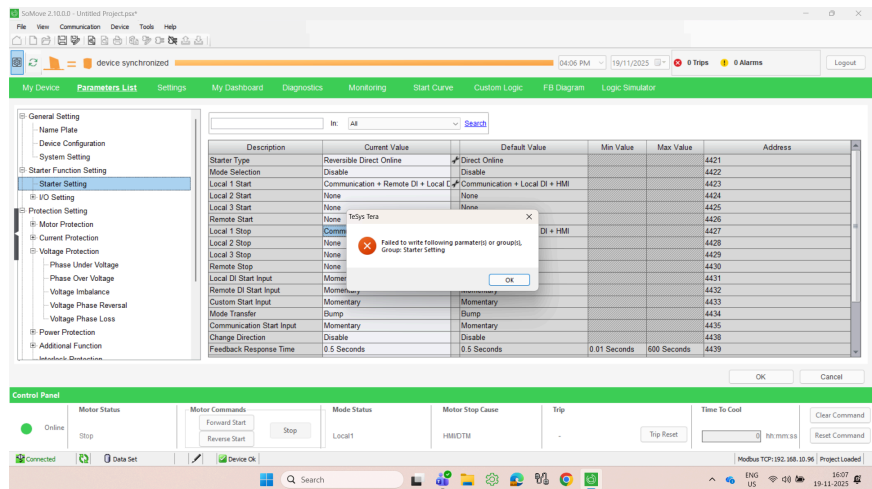 SoMove 2.10.0.0 - Untitled Project.psx*
File View Communication Device Tools Help
device synchronized 04:06 PM 19/11/2025 0 Trips 0 Alarms Logout
My Device Parameters List Settings My Dashboard Diagnostics Monitoring Start Curve Custom Logic FB Diagram Logic Simulator
General Setting
Name Plate
Device Configuration
System Setting
Starter Function Setting
Starter Setting
I/O Setting
Protection Setting
Motor Protection
Current Protection
Voltage Protection
Phase Under Voltage
Phase Over Voltage
Voltage Imbalance
Voltage Phase Reversal
Voltage Phase Loss
Power Protection
Additional Function
Interlock Protection
In: All Search
Description Current Value Default Value Min Value Max Value Address
Starter Type Reversible Direct Online Direct Online 4421
Mode Selection Disable Disable 4422
Local 1 Start Communication + Remote DI + Local D Communication + Local DI + HMI 4423
Local 2 Start None None 4424
Local 3 Start None None 4425
Remote Start None 4426
Local 1 Stop Comm DI + HMI 4427
Local 2 Stop None 4428
Local 3 Stop None 4429
Remote Stop None 4430
Local DI Start Input Momen 4431
Remote DI Start Input Momentary Momentary 4432
Custom Start Input Momentary Momentary 4433
Mode Transfer Bump Bump 4434
Communication Start Input Momentary Momentary 4435
Change Direction Disable Disable 4438
Feedback Response Time 0.5 Seconds 0.5 Seconds 0.01 Seconds 600 Seconds 4439
TeSys Tera
Failed to write following parmater(s) or group(s),
Group: Starter Setting
OK
OK Cancel
Control Panel
Motor Status Motor Commands Mode Status Motor Stop Cause Trip Time To Cool
Online Stop Forward Start Reverse Start Stop Local1 HMI/DTM - Trip Reset 0 hh:mm:ss Clear Command Reset Command
Connected Data Set Device Ok Modbus TCP:192.168.10.96 Project Loaded
Search ENG US 16:07 19-11-2025